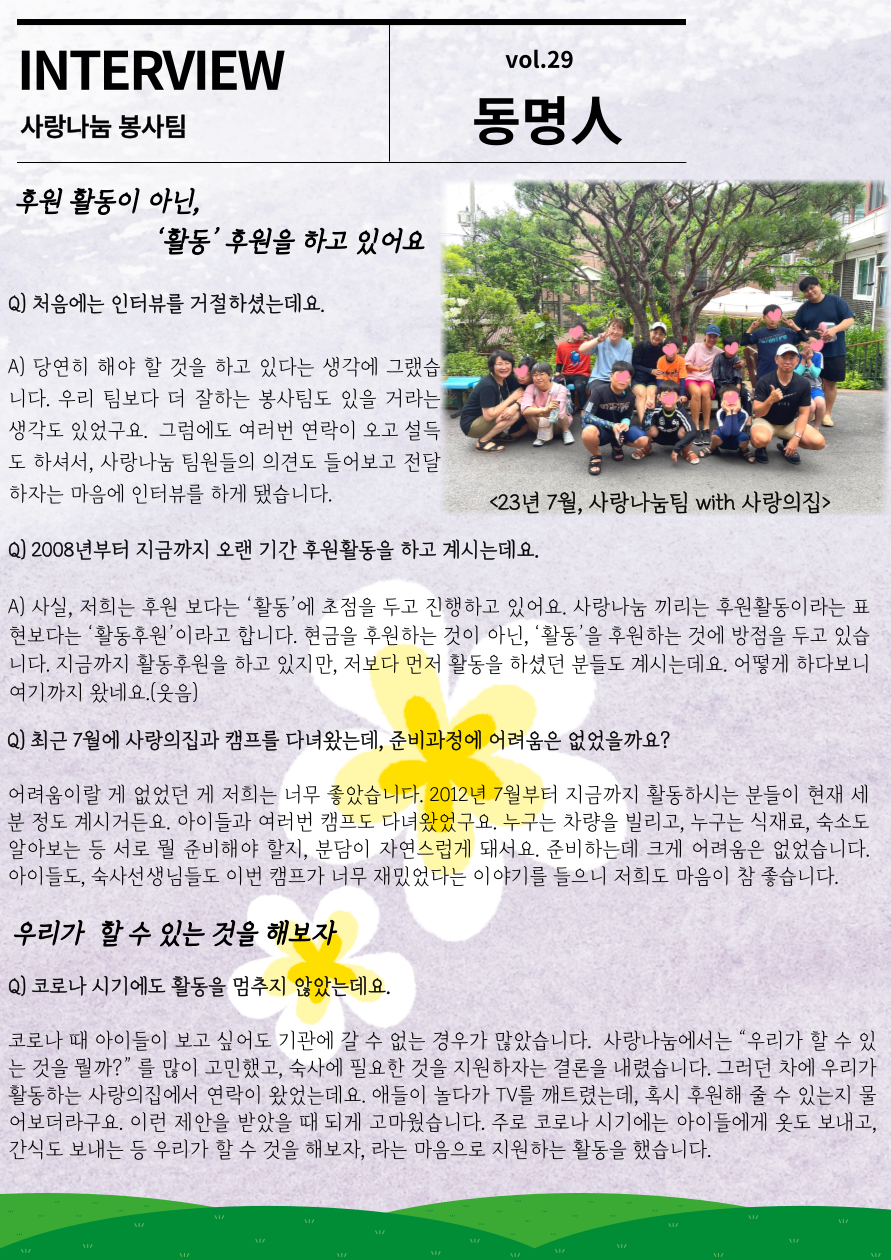 INTERVIEW
사랑나눔 봉사팀
vol.29
동명人
후원 활동이 아닌,
‘활동’ 후원을 하고 있어요
Q) 처음에는 인터뷰를 거절하셨는데요.
A) 당연히 해야 할 것을 하고 있다는 생각에 그랬습
니다. 우리 팀보다 더 잘하는 봉사팀도 있을 거라는
생각도 있었구요. 그럼에도 여러번 연락이 오고 설득
도 하셔서, 사랑나눔 팀원들의 의견도 들어보고 전달
하자는 마음에 인터뷰를 하게 됐습니다.
<23년 7월, 사랑나눔팀 with 사랑의집>
Q) 2008년부터 지금까지 오랜 기간 후원활동을 하고 계시는데요.
A) 사실, 저희는 후원 보다는 ‘활동’에 초점을 두고 진행하고 있어요. 사랑나눔 끼리는 후원활동이라는 표
현보다는 ‘활동후원’이라고 합니다. 현금을 후원하는 것이 아닌, ‘활동’을 후원하는 것에 방점을 두고 있습
니다. 지금까지 활동후원을 하고 있지만, 저보다 먼저 활동을 하셨던 분들도 계시는데요. 어떻게 하다보니
여기까지 왔네요.(웃음)
Q) 최근 7월에 사랑의집과 캠프를 다녀왔는데, 준비과정에 어려움은 없었을까요?
어려움이랄 게 없었던 게 저희는 너무 좋았습니다. 2012년 7월부터 지금까지 활동하시는 분들이 현재 세
분 정도 계시거든요. 아이들과 여러번 캠프도 다녀왔었구요. 누구는 차량을 빌리고, 누구는 식재료, 숙소도
알아보는 등 서로 뭘 준비해야 할지, 분담이 자연스럽게 돼서요. 준비하는데 크게 어려움은 없었습니다.
아이들도, 숙사선생님들도 이번 캠프가 너무 재밌었다는 이야기를 들으니 저희도 마음이 참 좋습니다.
우리가 할 수 있는 것을 해보자
Q) 코로나 시기에도 활동을 멈추지 않았는데요.
코로나 때 아이들이 보고 싶어도 기관에 갈 수 없는 경우가 많았습니다. 사랑나눔에서는 “우리가 할 수 있
는 것을 뭘까?” 를 많이 고민했고, 숙사에 필요한 것을 지원하자는 결론을 내렸습니다. 그러던 차에 우리가
활동하는 사랑의집에서 연락이 왔었는데요. 애들이 놀다가 TV를 깨트렸는데, 혹시 후원해 줄 수 있는지 물
어보더라구요. 이런 제안을 받았을 때 되게 고마웠습니다. 주로 코로나 시기에는 아이들에게 옷도 보내고,
간식도 보내는 등 우리가 할 수 것을 해보자, 라는 마음으로 지원하는 활동을 했습니다.